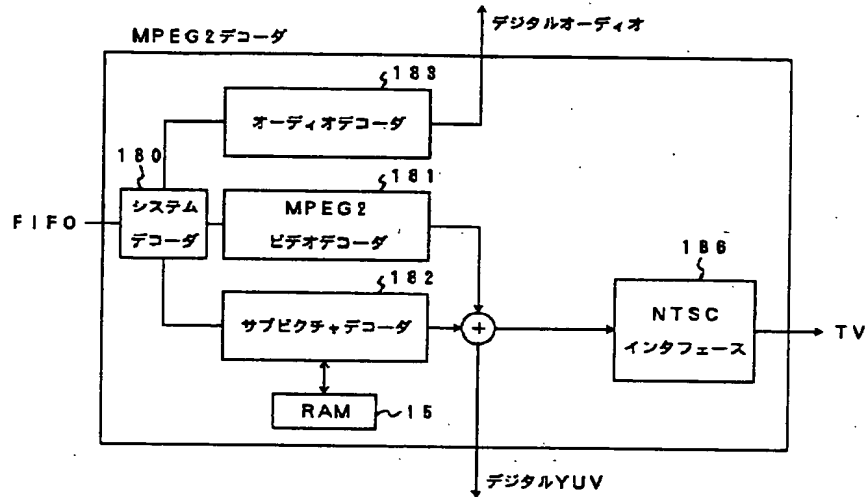 デジタルオーディオ
MPEG2デコーダ
183
オーディオデコーダ
180
システム
デコーダ
FIFO
181
MPEG2
ビデオデコーダ
182
サブピクチャデコーダ
RAM
15
186
NTSC
インタフェース
TV
デジタルYUV